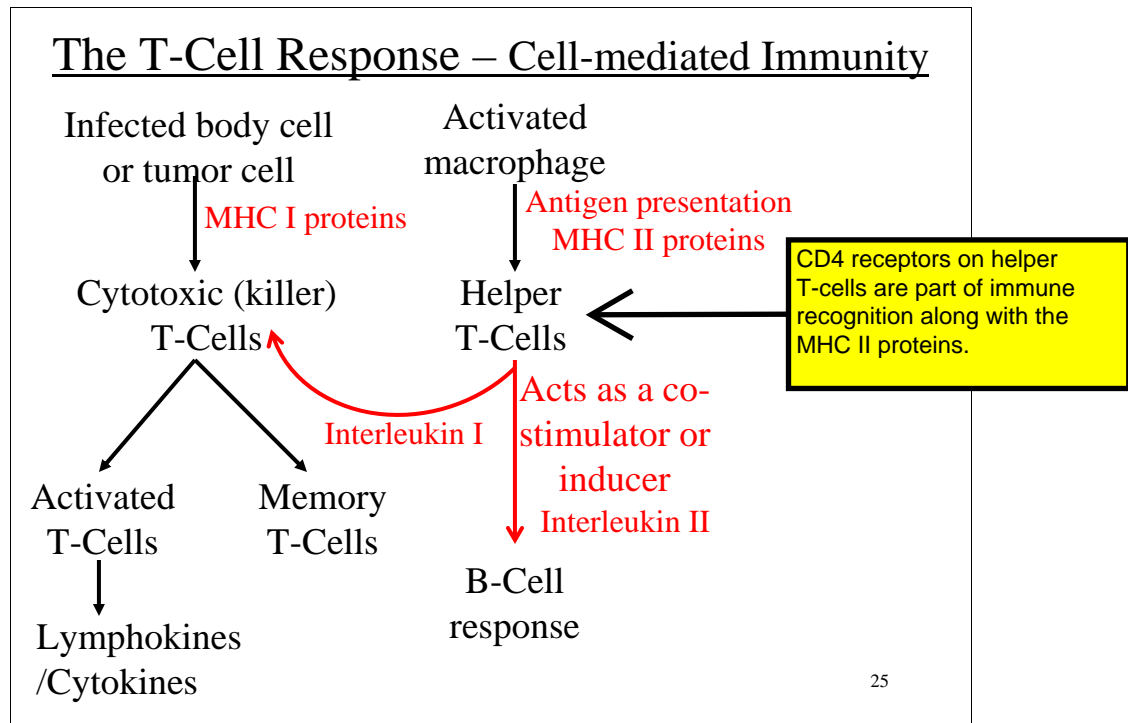 The T-Cell Response – Cell-mediated Immunity
Infected body cell
or tumor cell
Activated
macrophage
MHC I proteins
Antigen presentation
MHC II proteins
CD4 receptors on helper
T-cells are part of immune
recognition along with the
MHC II proteins.
Cytotoxic (killer)
T-Cells
Helper
T-Cells
Interleukin I
Acts as a co-
stimulator or
inducer
Interleukin II
Activated
T-Cells
Memory
T-Cells
B-Cell
response
Lymphokines
/Cytokines
25